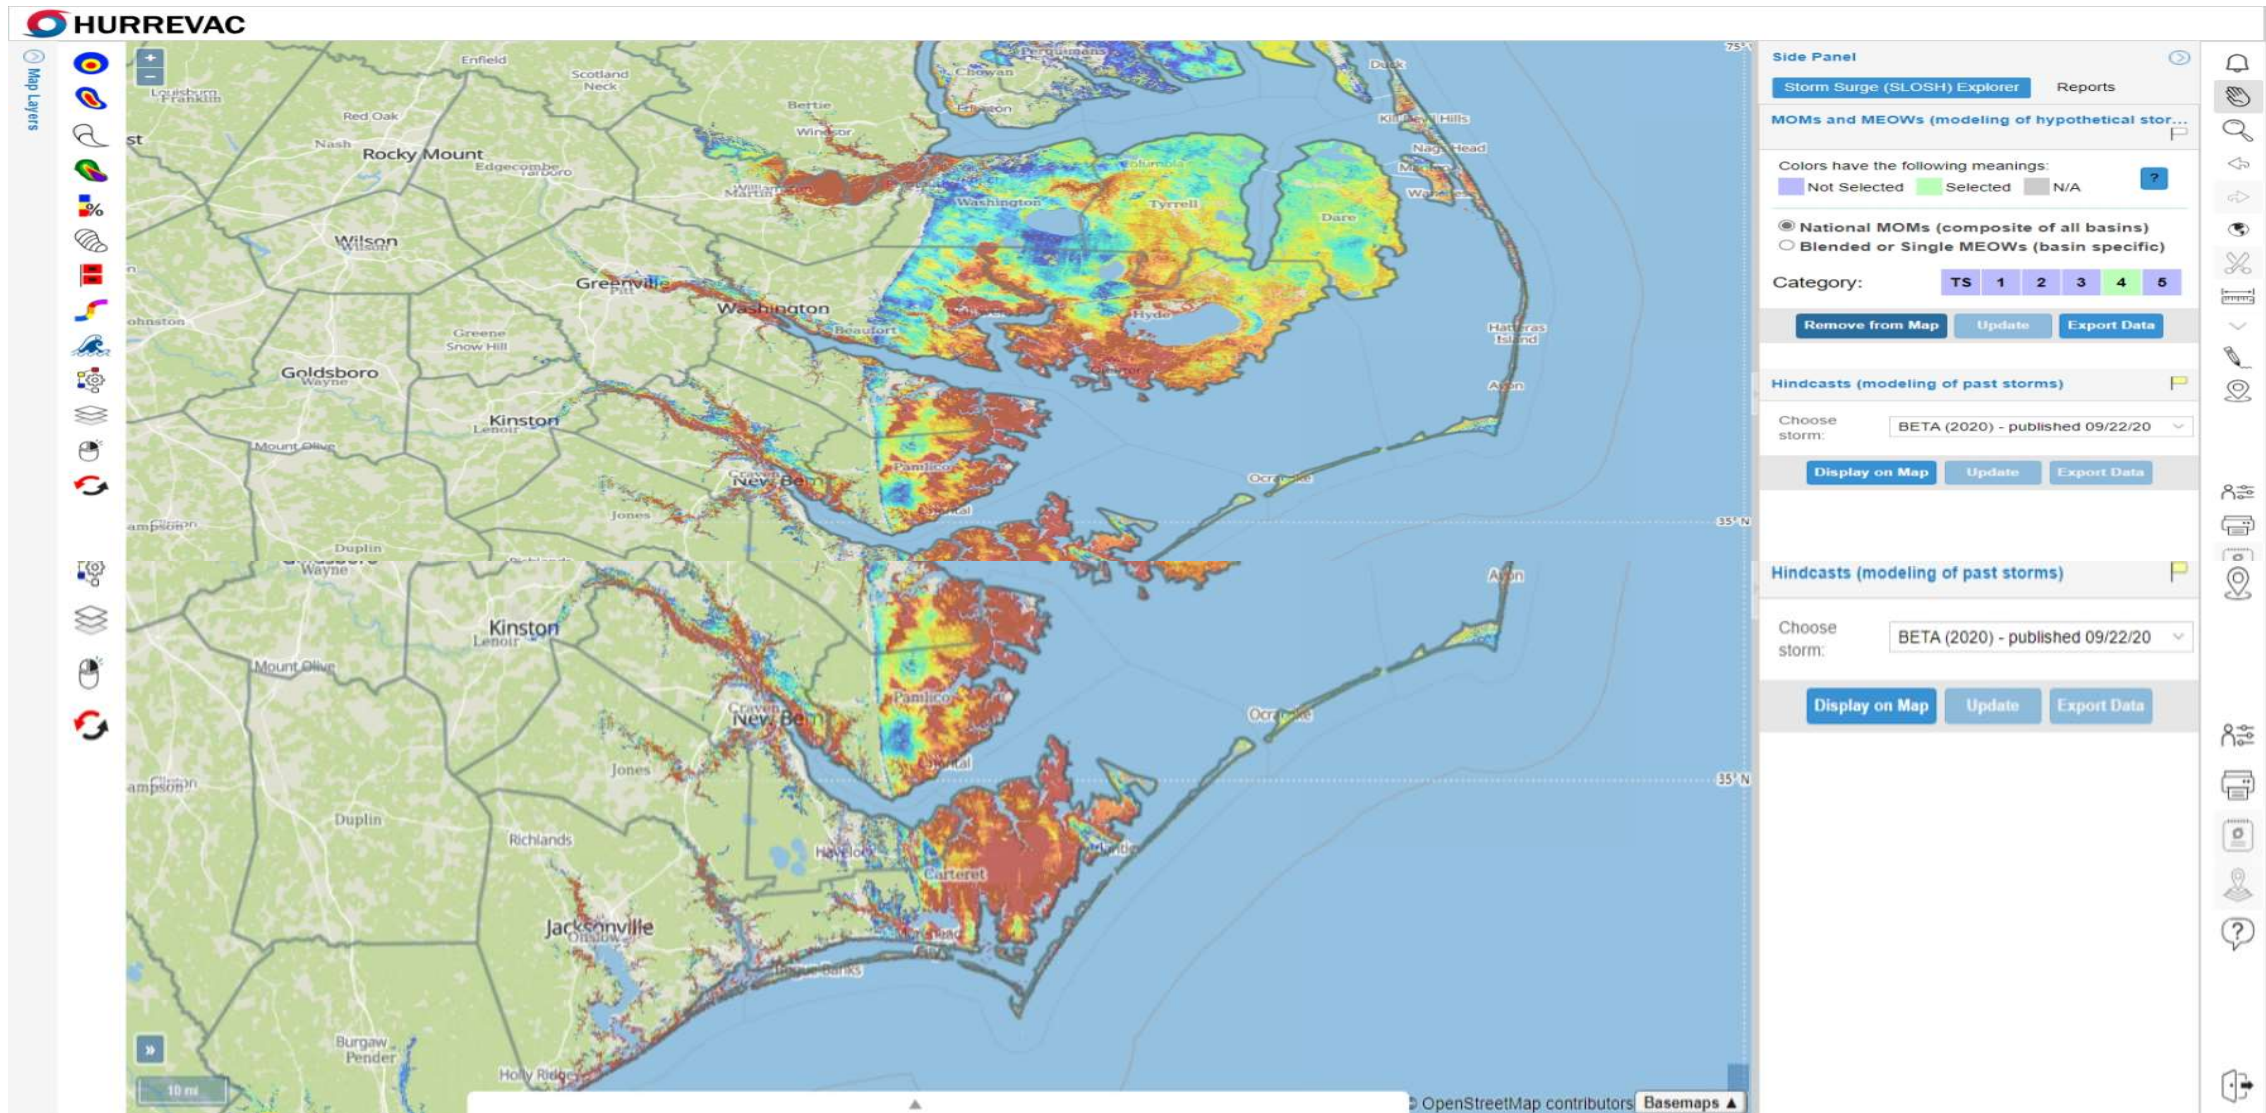 HURREVAC
Map Layers
+
−
Enfield
Scotland
Neck
Louisburg
Franklin
Red Oak
Nash
Rocky Mount
Edgecombe
Tarboro
Bertie
Windsor
Perquimans
Chowan
Edenton
Duck
Kill Devil Hills
Nags Head
Martin
Washington
Tyrrell
Dare
Wilson
Wilson
Greenville
Pitt
Washington
Beaufort
Hyde
Hatteras
Island
Greene
Snow Hill
Goldsboro
Wayne
Avon
Kinston
Lenoir
Mount Olive
Craven
New Bern
Pamlico
Ocracoke
Jones
Oriental
Duplin
75°
35° N
Wayne
Avon
Kinston
Lenoir
Mount Olive
Craven
New Bern
Pamlico
Ocracoke
Jones
Oriental
35° N
Duplin
Richlands
Havelock
Carteret
Jacksonville
Onslow
City
Bogue Banks
Burgaw
Pender
Holly Ridge
»
10 mi
▲
OpenStreetMap contributors
Basemaps ▲
Side Panel
Storm Surge (SLOSH) Explorer Reports
MOMs and MEOWs (modeling of hypothetical stor...
Colors have the following meanings:
?
Not Selected Selected N/A
National MOMs (composite of all basins)
Blended or Single MEOWs (basin specific)
Category: TS 1 2 3 4 5
Remove from Map Update Export Data
Hindcasts (modeling of past storms)
Choose
storm:
BETA (2020) - published 09/22/20
Display on Map Update Export Data
Hindcasts (modeling of past storms)
Choose
storm:
BETA (2020) - published 09/22/20
Display on Map Update Export Data